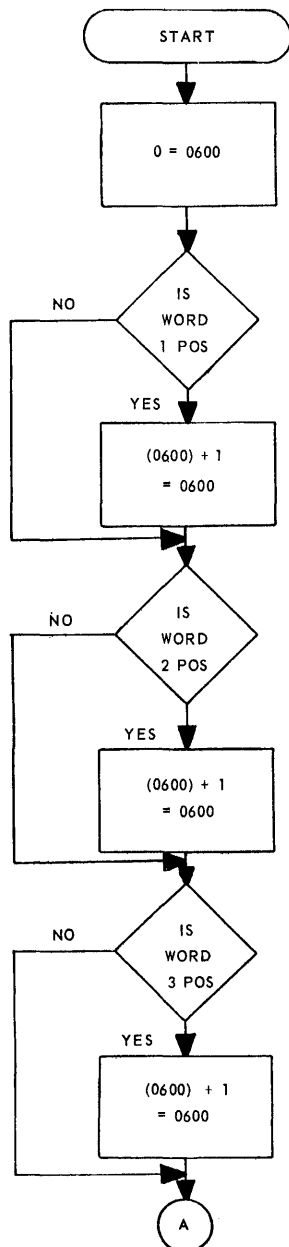 START
0 = 0600
IS
WORD
1 POS
NO
YES
(0600) + 1
= 0600
IS
WORD
2 POS
NO
YES
(0600) + 1
= 0600
IS
WORD
3 POS
NO
YES
(0600) + 1
= 0600
A